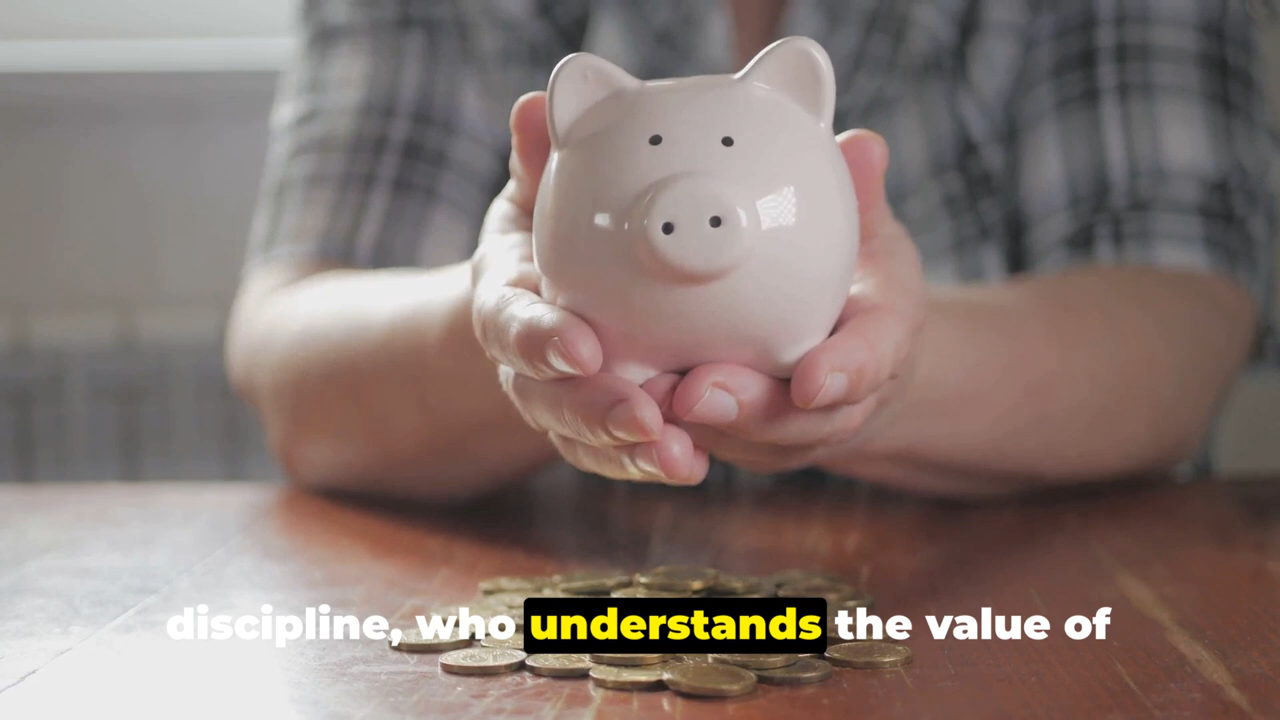 discipline, who understands the value of